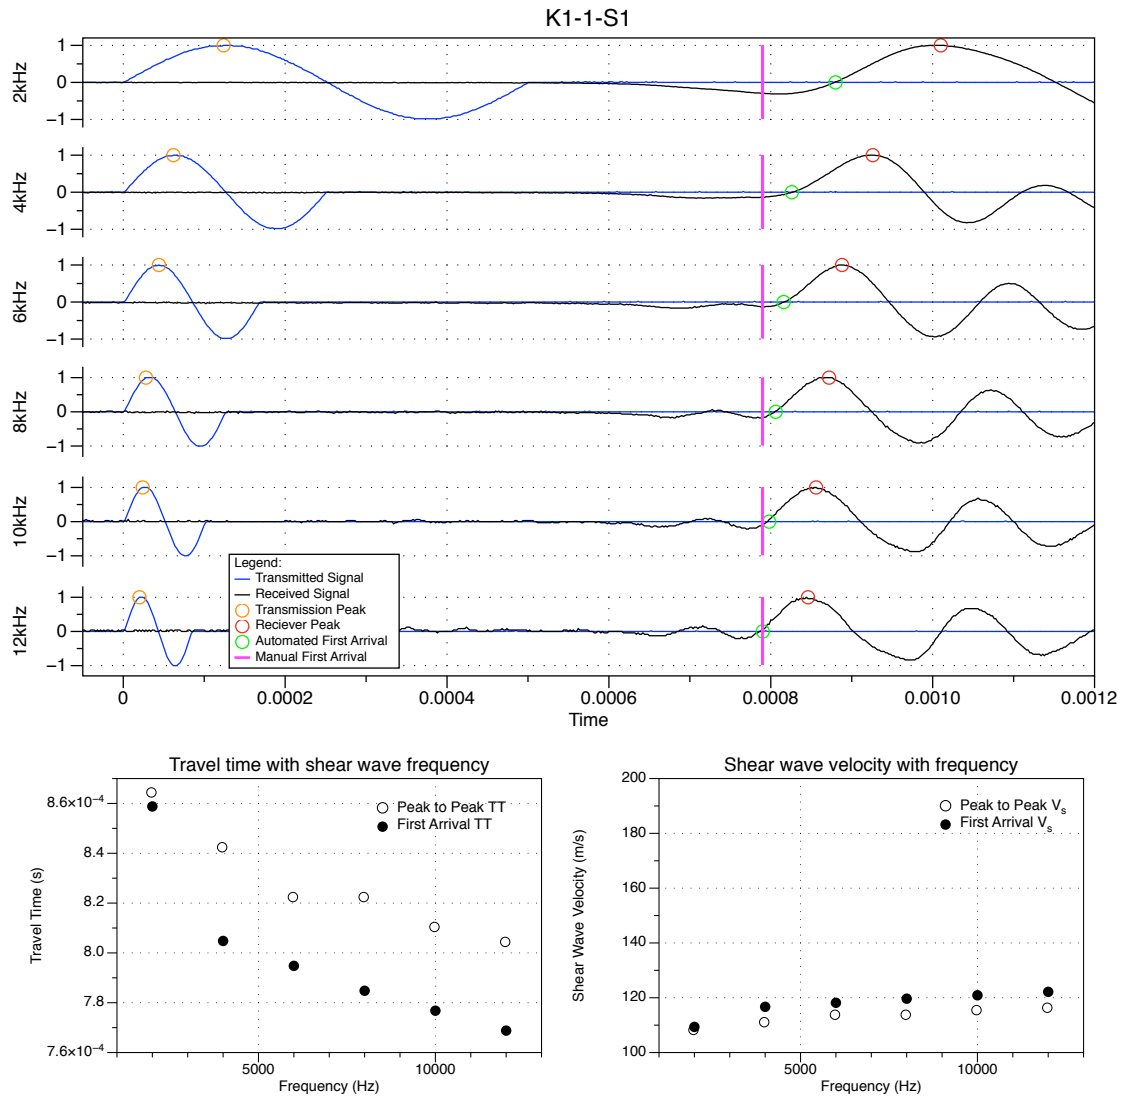 K1-1-S1
2kHz
1
0
−1
4kHz
1
0
−1
6kHz
1
0
−1
8kHz
1
0
−1
10kHz
1
0
−1
12kHz
1
0
−1
Legend:
Transmitted Signal
Received Signal
Transmission Peak
Reciever Peak
Automated First Arrival
Manual First Arrival
0 0.0002 0.0004 0.0006 0.0008 0.0010 0.0012
Time
Travel time with shear wave frequency
Travel Time (s)
8.6×10⁻⁴
8.4
8.2
8.0
7.8
7.6×10⁻⁴
Peak to Peak TT
First Arrival TT
5000 10000
Frequency (Hz)
Shear wave velocity with frequency
Shear Wave Velocity (m/s)
200
180
160
140
120
100
Peak to Peak Vₛ
First Arrival Vₛ
5000 10000
Frequency (Hz)